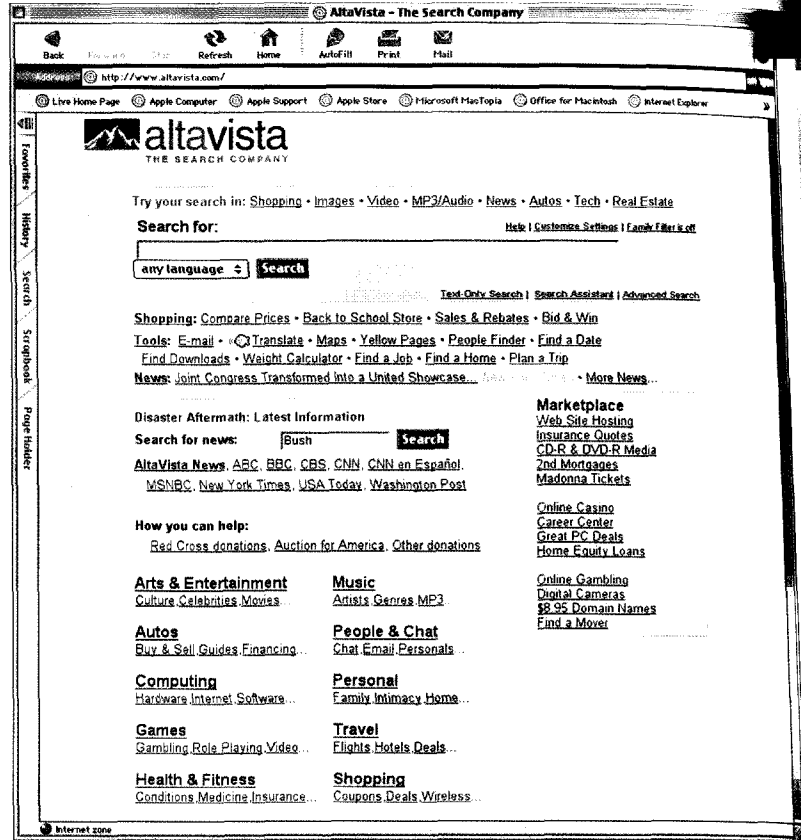 AltaVista - The Search Company
Back Forward Stop Refresh Home AutoFill Print Mail
Address: http://www.altavista.com/
Live Home Page Apple Computer Apple Support Apple Store Microsoft MacTopia Office for Macintosh Internet Explorer
Favorites
History
Search
Scrapbook
Page Holder
altavista
THE SEARCH COMPANY
Try your search in: Shopping • Images • Video • MP3/Audio • News • Autos • Tech • Real Estate
Search for:
Help | Customize Settings | Family Filter is off
any language Search
Text-Only Search | Search Assistant | Advanced Search
Shopping: Compare Prices • Back to School Store • Sales & Rebates • Bid & Win
Tools: E-mail • Translate • Maps • Yellow Pages • People Finder • Find a Date
Find Downloads • Weight Calculator • Find a Job • Find a Home • Plan a Trip
News: Joint Congress Transformed Into a United Showcase... • More News...
Disaster Aftermath: Latest Information
Search for news: Bush Search
AltaVista News, ABC, BBC, CBS, CNN, CNN en Español,
MSNBC, New York Times, USA Today, Washington Post
How you can help:
Red Cross donations, Auction for America, Other donations
Marketplace
Web Site Hosting
Insurance Quotes
CD-R & DVD-R Media
2nd Mortgages
Madonna Tickets
Online Casino
Career Center
Great PC Deals
Home Equity Loans
Online Gambling
Digital Cameras
$8.95 Domain Names
Find a Mover
Arts & Entertainment
Culture,Celebrities,Movies...
Music
Artists,Genres,MP3...
Autos
Buy & Sell,Guides,Financing...
People & Chat
Chat,Email,Personals...
Computing
Hardware,Internet,Software...
Personal
Family,Intimacy,Home...
Games
Gambling,Role Playing,Video...
Travel
Flights,Hotels,Deals...
Health & Fitness
Conditions,Medicine,Insurance...
Shopping
Coupons,Deals,Wireless...
Internet zone